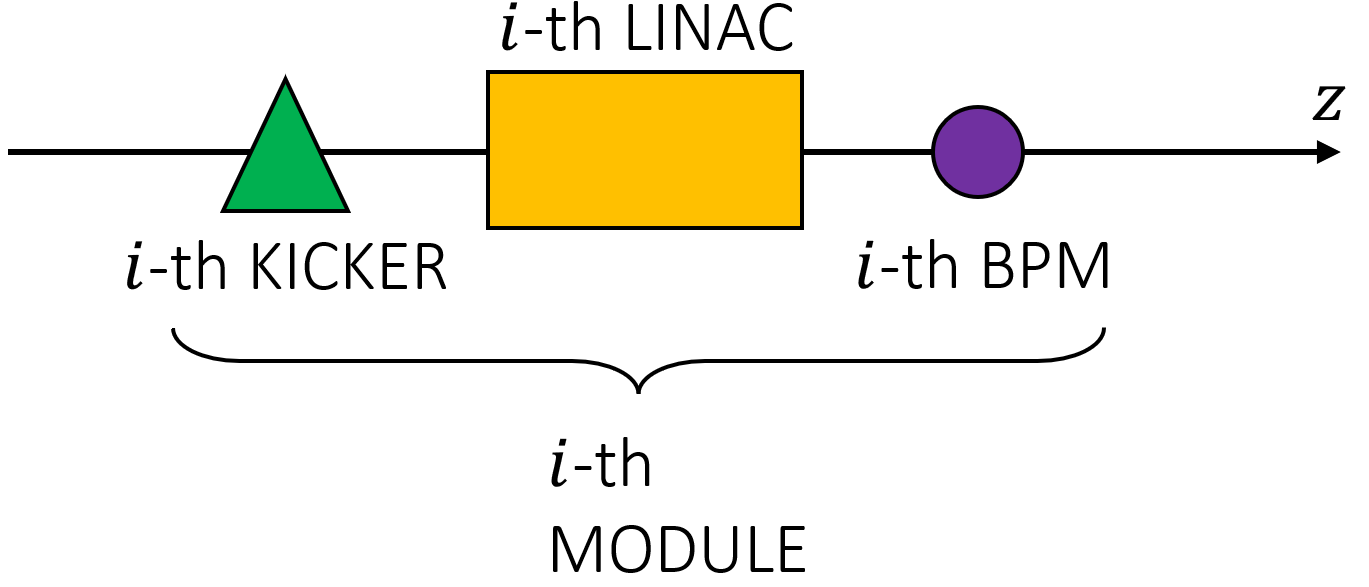 i-th LINAC
z
i-th KICKER
i-th BPM
i-th
MODULE